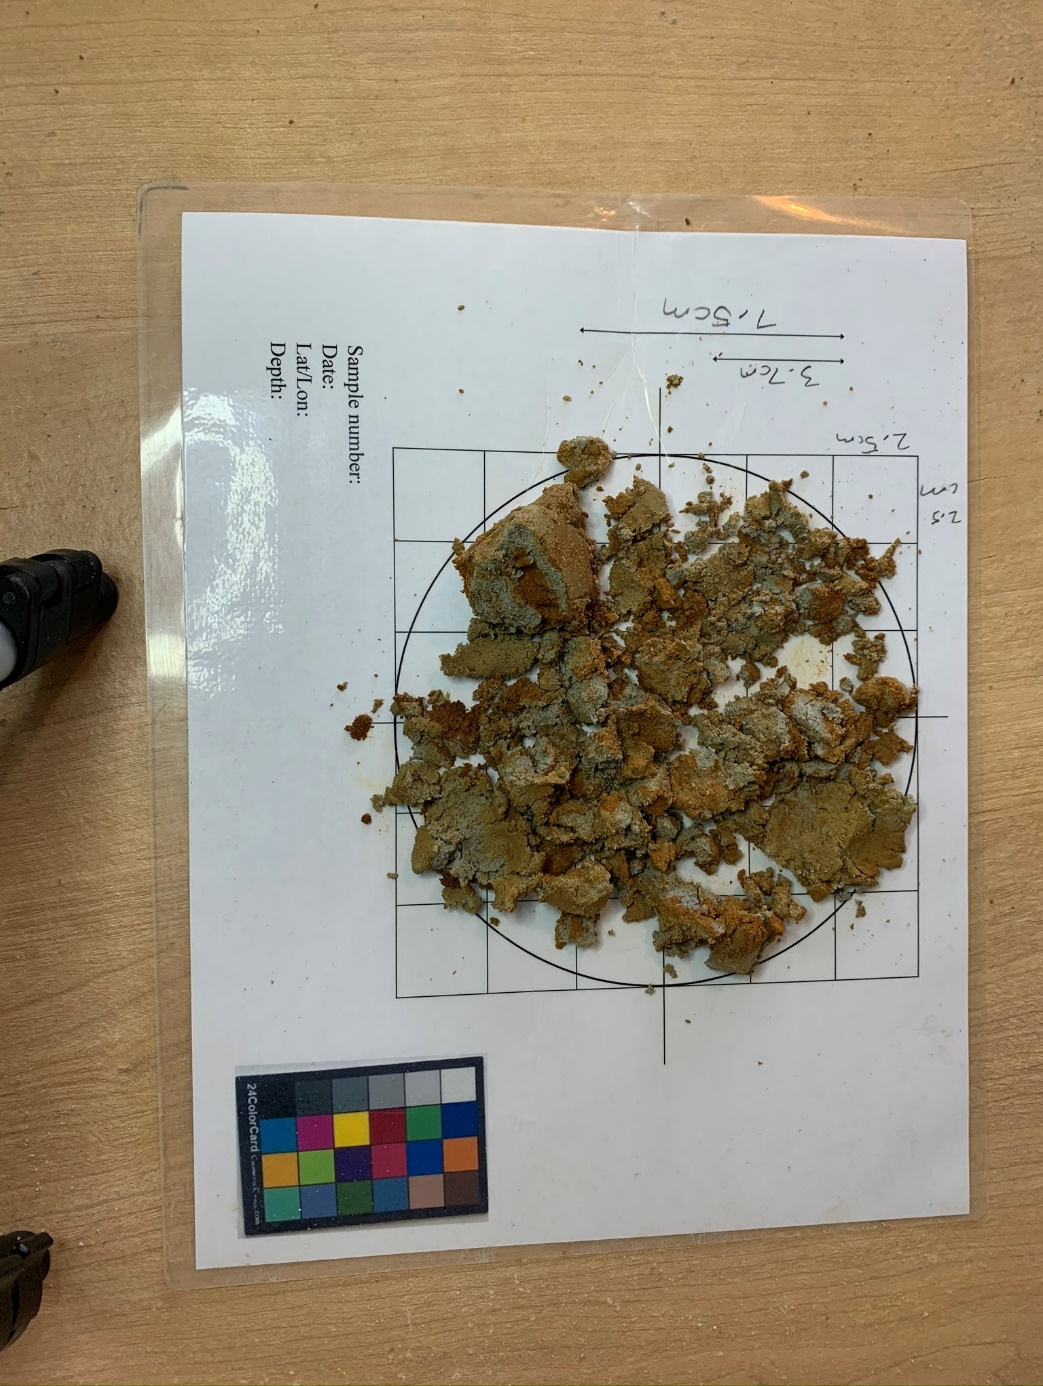 Sample number:
Date:
Lat/Lon:
Depth:
7.5cm
3.7cm
2.5cm
2.5
cm
24ColorCard